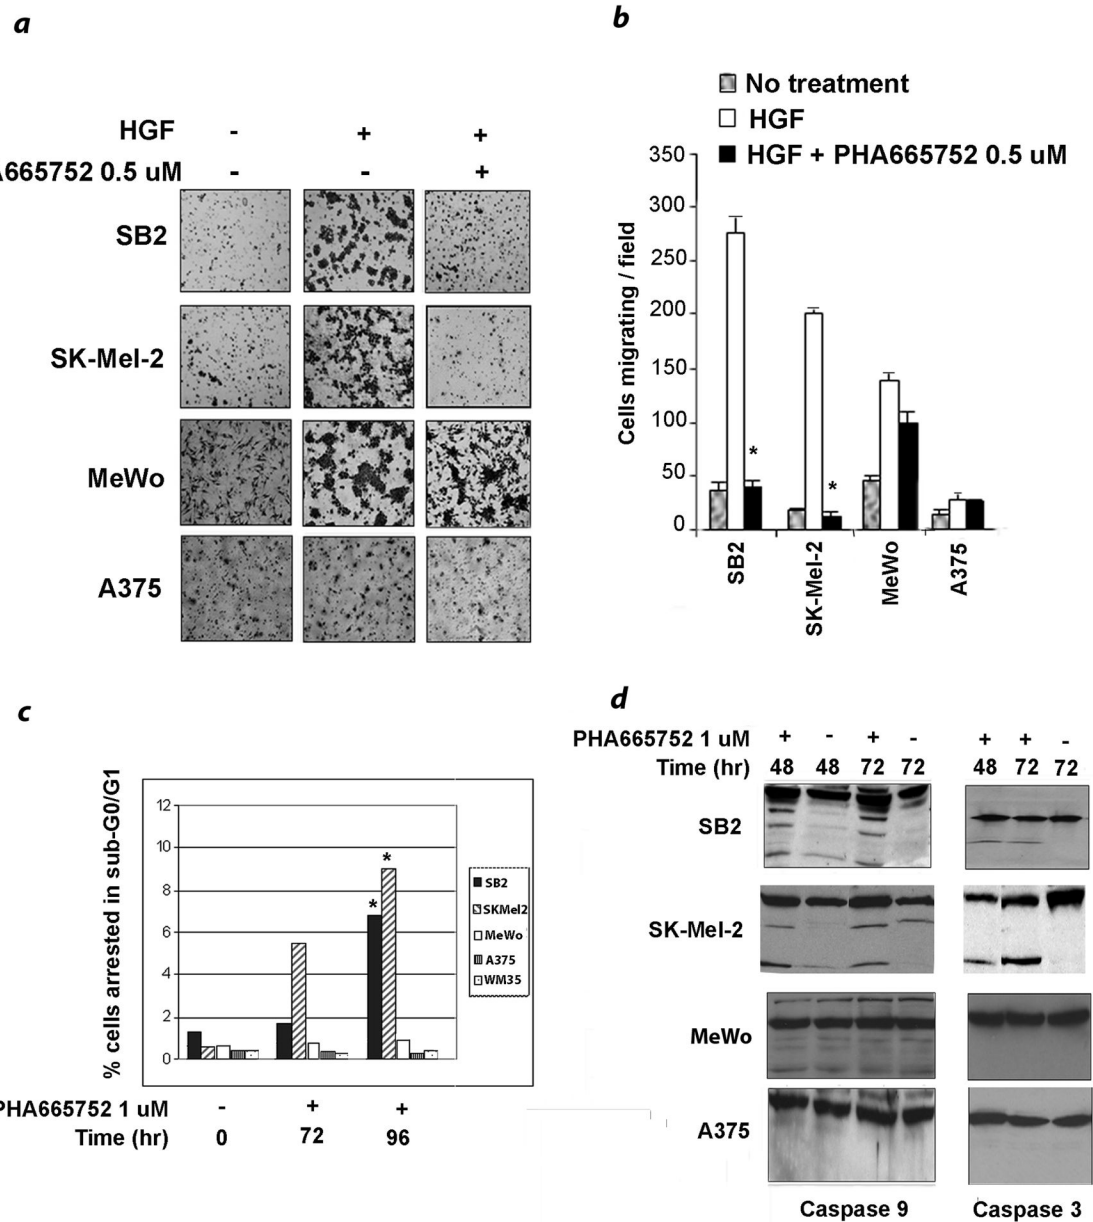 a
HGF - + +
A665752 0.5 uM - - +
SB2
SK-Mel-2
MeWo
A375
b
No treatment
HGF
HGF + PHA665752 0.5 uM
Cells migrating / field
350
300
250
200
150
100
50
0
SB2
SK-Mel-2
MeWo
A375
*
*
c
% cells arrested in sub-G0/G1
12
10
8
6
4
2
0
*
*
SB2
SKMel2
MeWo
A375
WM35
PHA665752 1 uM - + +
Time (hr) 0 72 96
d
PHA665752 1 uM + - + - + + -
Time (hr) 48 48 72 72 48 72 72
SB2
SK-Mel-2
MeWo
A375
Caspase 9 Caspase 3